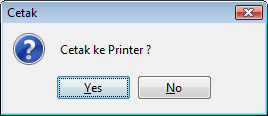 Cetak
Cetak ke Printer ?
Yes
No